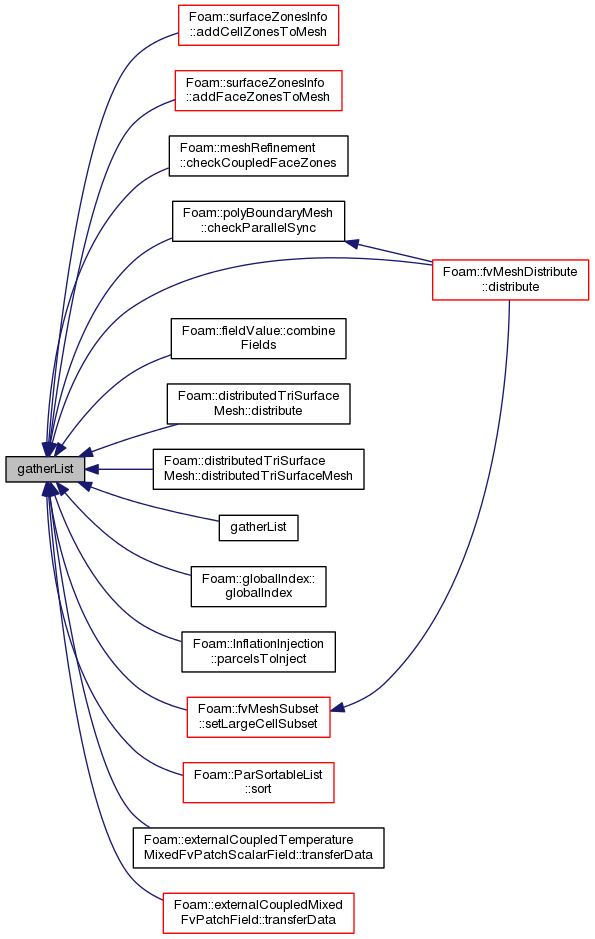 Foam::surfaceZonesInfo
::addCellZonesToMesh
Foam::surfaceZonesInfo
::addFaceZonesToMesh
Foam::meshRefinement
::checkCoupledFaceZones
Foam::polyBoundaryMesh
::checkParallelSync
Foam::fvMeshDistribute
::distribute
Foam::fieldValue::combine
Fields
Foam::distributedTriSurface
Mesh::distribute
gatherList
Foam::distributedTriSurface
Mesh::distributedTriSurfaceMesh
gatherList
Foam::globalIndex::
globalIndex
Foam::InflationInjection
::parcelsToInject
Foam::fvMeshSubset
::setLargeCellSubset
Foam::ParSortableList
::sort
Foam::externalCoupledTemperature
MixedFvPatchScalarField::transferData
Foam::externalCoupledMixed
FvPatchField::transferData